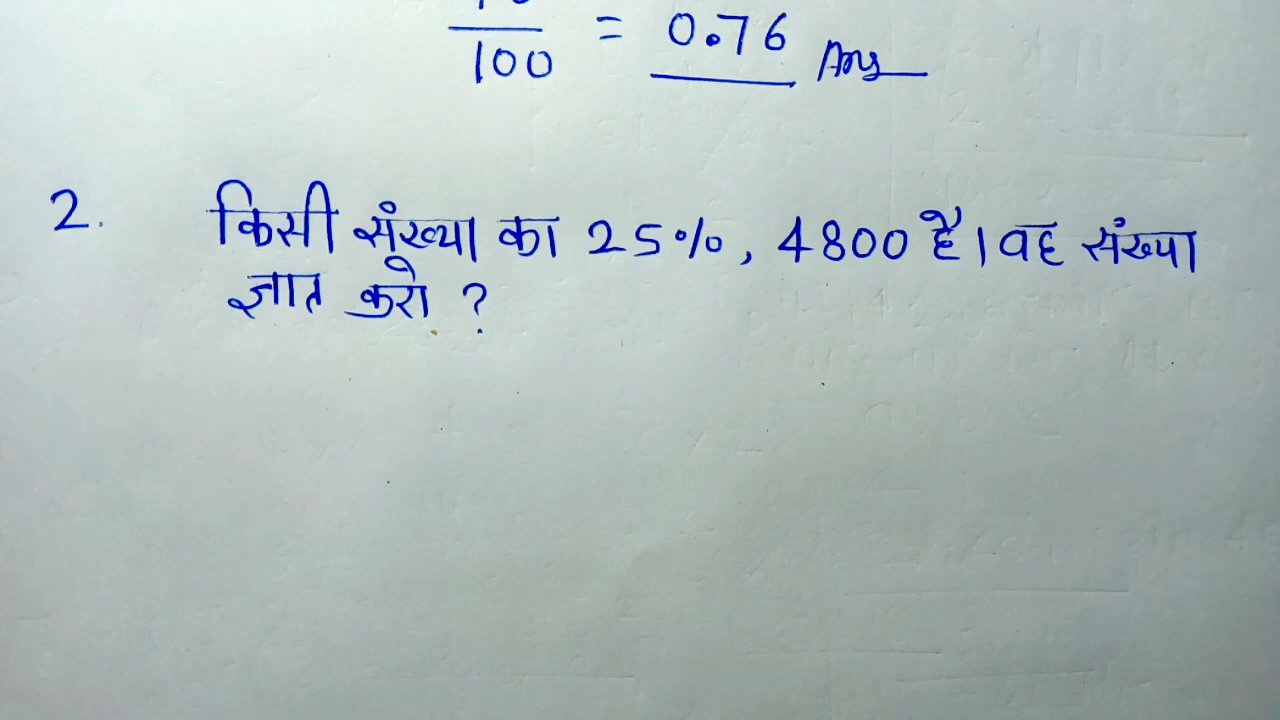 100 = 0.76 Ans
2. किसी संख्या का 25%, 4800 है। वह संख्या
ज्ञात करो ?